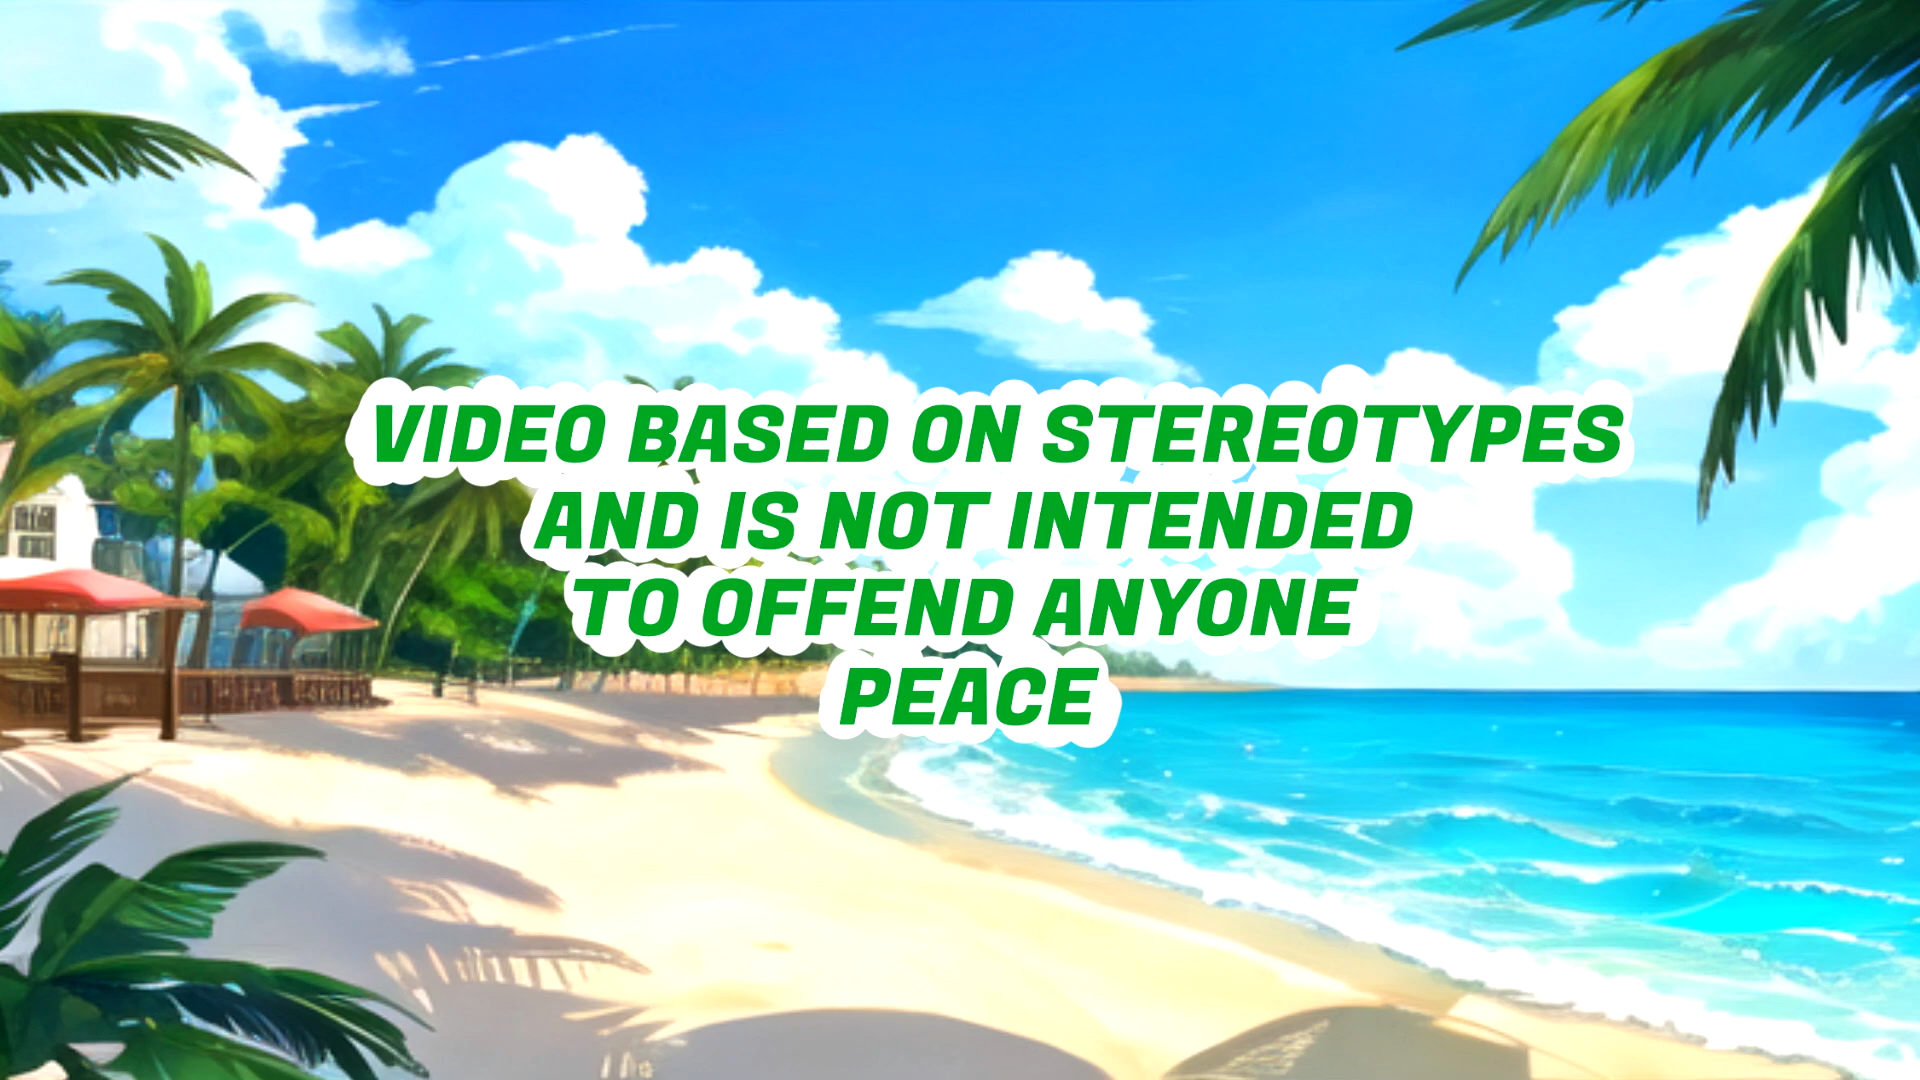 VIDEO BASED ON STEREOTYPES
AND IS NOT INTENDED
TO OFFEND ANYONE
PEACE